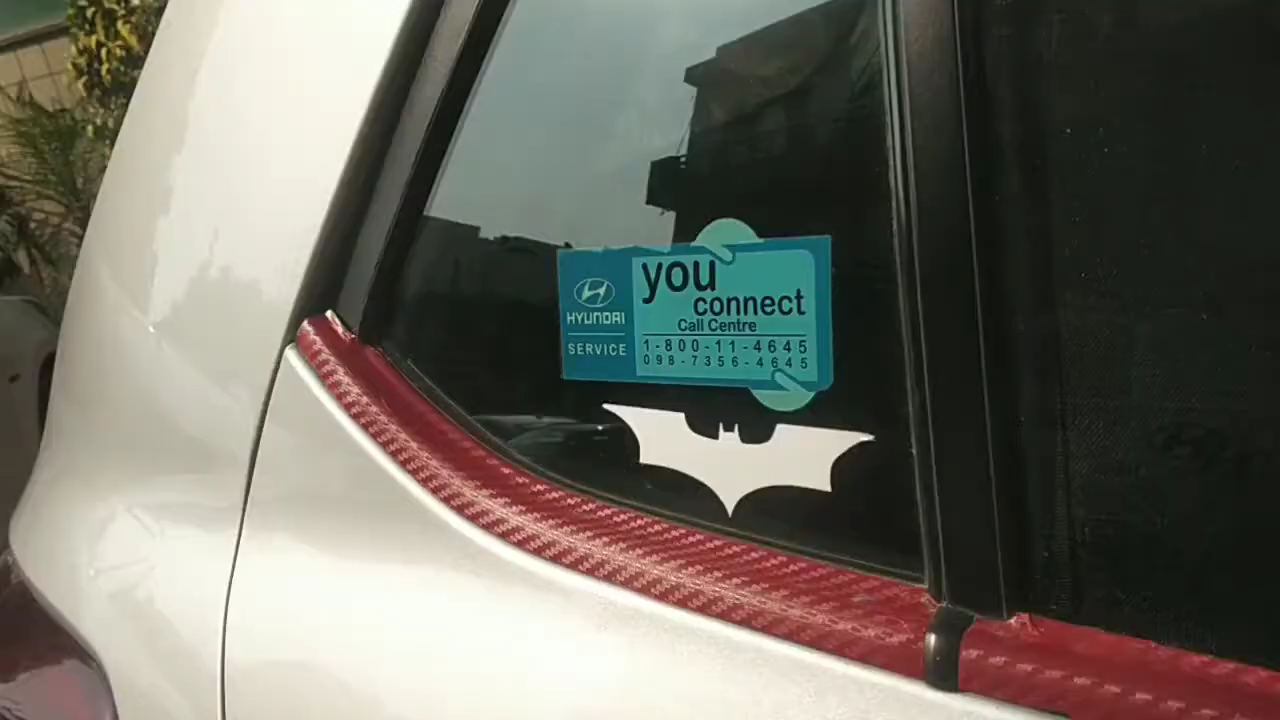 HYUNDAI
SERVICE
you
connect
Call Centre
1-800-11-4645
098-7356-4645